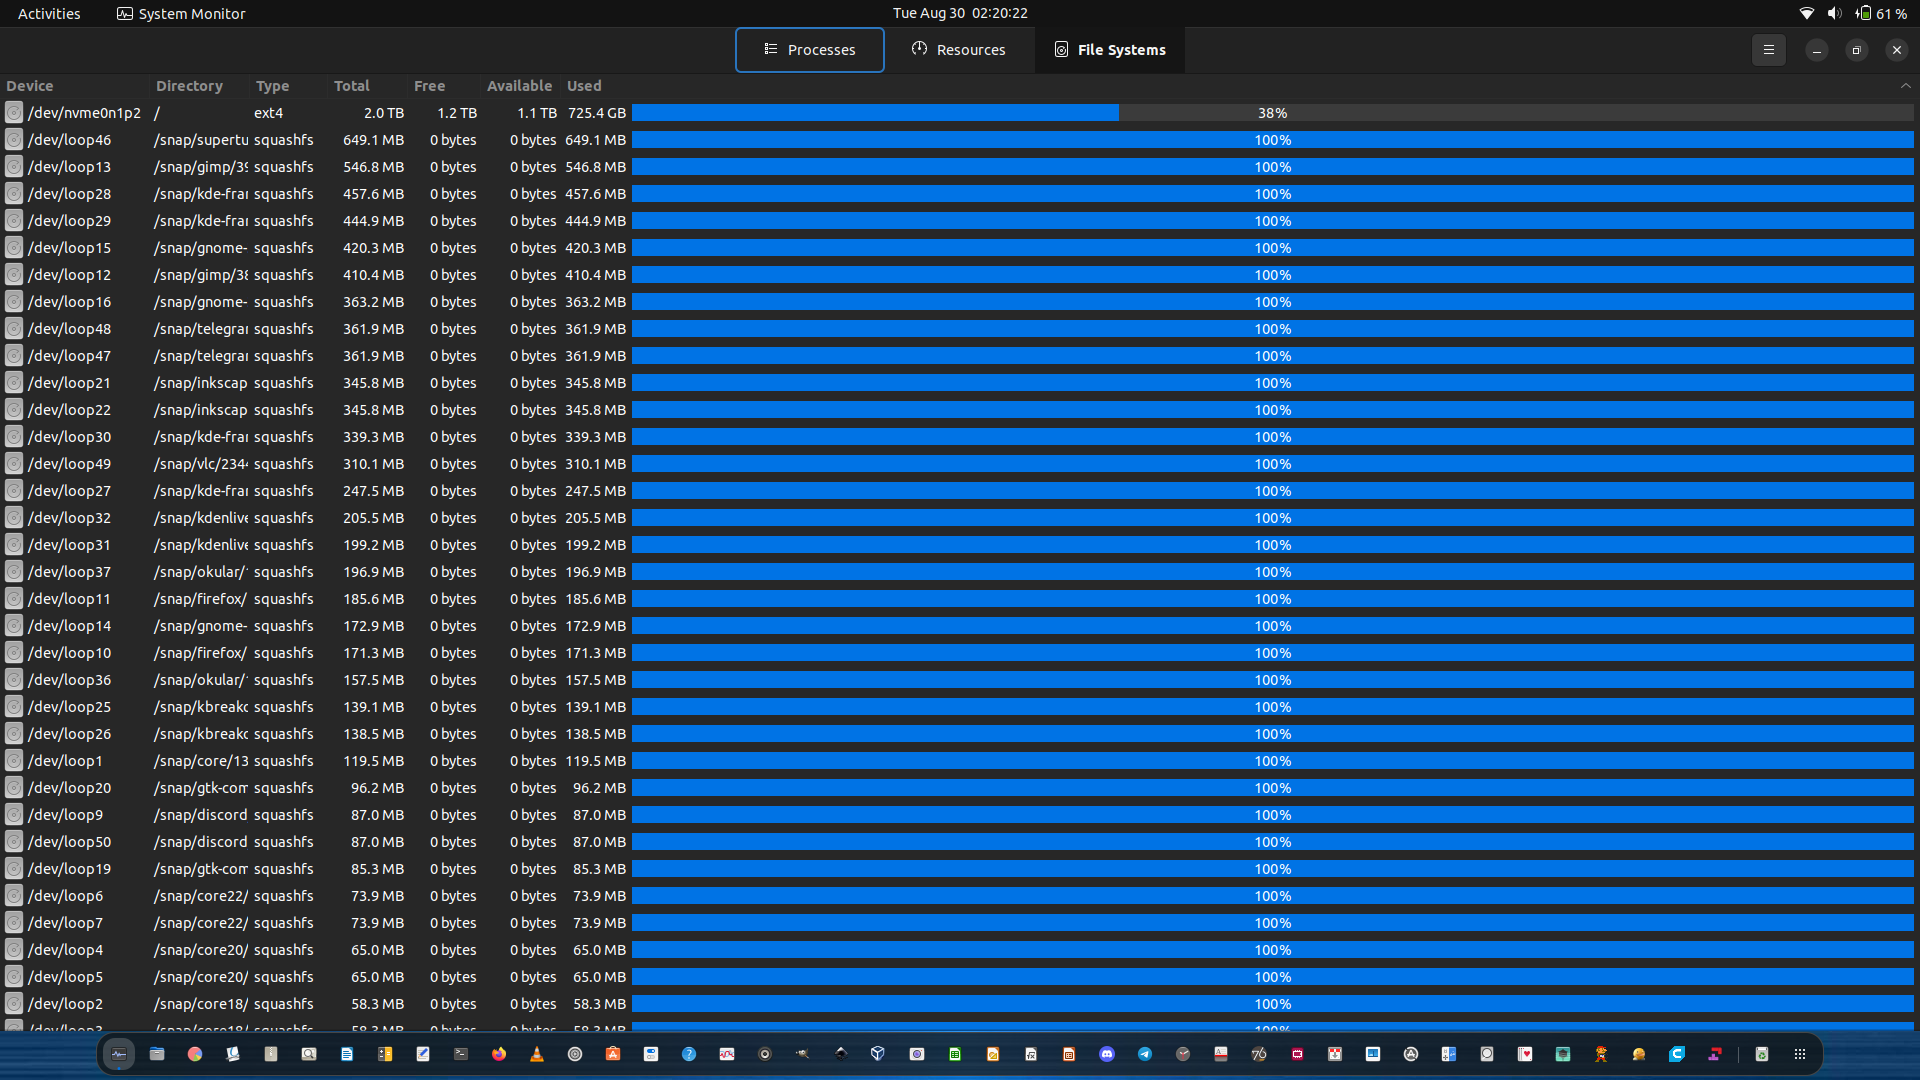 Activities System Monitor Tue Aug 30 02:20:22 61 %
Processes Resources File Systems
Device Directory Type Total Free Available Used
/dev/nvme0n1p2 / ext4 2.0 TB 1.2 TB 1.1 TB 725.4 GB 38%
/dev/loop46 /snap/supertu squashfs 649.1 MB 0 bytes 0 bytes 649.1 MB 100%
/dev/loop13 /snap/gimp/39 squashfs 546.8 MB 0 bytes 0 bytes 546.8 MB 100%
/dev/loop28 /snap/kde-frar squashfs 457.6 MB 0 bytes 0 bytes 457.6 MB 100%
/dev/loop29 /snap/kde-frar squashfs 444.9 MB 0 bytes 0 bytes 444.9 MB 100%
/dev/loop15 /snap/gnome- squashfs 420.3 MB 0 bytes 0 bytes 420.3 MB 100%
/dev/loop12 /snap/gimp/38 squashfs 410.4 MB 0 bytes 0 bytes 410.4 MB 100%
/dev/loop16 /snap/gnome- squashfs 363.2 MB 0 bytes 0 bytes 363.2 MB 100%
/dev/loop48 /snap/telegrar squashfs 361.9 MB 0 bytes 0 bytes 361.9 MB 100%
/dev/loop47 /snap/telegrar squashfs 361.9 MB 0 bytes 0 bytes 361.9 MB 100%
/dev/loop21 /snap/inkscap squashfs 345.8 MB 0 bytes 0 bytes 345.8 MB 100%
/dev/loop22 /snap/inkscap squashfs 345.8 MB 0 bytes 0 bytes 345.8 MB 100%
/dev/loop30 /snap/kde-frar squashfs 339.3 MB 0 bytes 0 bytes 339.3 MB 100%
/dev/loop49 /snap/vlc/2344 squashfs 310.1 MB 0 bytes 0 bytes 310.1 MB 100%
/dev/loop27 /snap/kde-frar squashfs 247.5 MB 0 bytes 0 bytes 247.5 MB 100%
/dev/loop32 /snap/kdenlive squashfs 205.5 MB 0 bytes 0 bytes 205.5 MB 100%
/dev/loop31 /snap/kdenlive squashfs 199.2 MB 0 bytes 0 bytes 199.2 MB 100%
/dev/loop37 /snap/okular/ squashfs 196.9 MB 0 bytes 0 bytes 196.9 MB 100%
/dev/loop11 /snap/firefox/ squashfs 185.6 MB 0 bytes 0 bytes 185.6 MB 100%
/dev/loop14 /snap/gnome- squashfs 172.9 MB 0 bytes 0 bytes 172.9 MB 100%
/dev/loop10 /snap/firefox/ squashfs 171.3 MB 0 bytes 0 bytes 171.3 MB 100%
/dev/loop36 /snap/okular/ squashfs 157.5 MB 0 bytes 0 bytes 157.5 MB 100%
/dev/loop25 /snap/kbreako squashfs 139.1 MB 0 bytes 0 bytes 139.1 MB 100%
/dev/loop26 /snap/kbreako squashfs 138.5 MB 0 bytes 0 bytes 138.5 MB 100%
/dev/loop1 /snap/core/13 squashfs 119.5 MB 0 bytes 0 bytes 119.5 MB 100%
/dev/loop20 /snap/gtk-com squashfs 96.2 MB 0 bytes 0 bytes 96.2 MB 100%
/dev/loop9 /snap/discord squashfs 87.0 MB 0 bytes 0 bytes 87.0 MB 100%
/dev/loop50 /snap/discord squashfs 87.0 MB 0 bytes 0 bytes 87.0 MB 100%
/dev/loop19 /snap/gtk-com squashfs 85.3 MB 0 bytes 0 bytes 85.3 MB 100%
/dev/loop6 /snap/core22/ squashfs 73.9 MB 0 bytes 0 bytes 73.9 MB 100%
/dev/loop7 /snap/core22/ squashfs 73.9 MB 0 bytes 0 bytes 73.9 MB 100%
/dev/loop4 /snap/core20/ squashfs 65.0 MB 0 bytes 0 bytes 65.0 MB 100%
/dev/loop5 /snap/core20/ squashfs 65.0 MB 0 bytes 0 bytes 65.0 MB 100%
/dev/loop2 /snap/core18/ squashfs 58.3 MB 0 bytes 0 bytes 58.3 MB 100%
/dev/loop3 /snap/core18/ squashfs 58.3 MB 0 bytes 0 bytes 58.3 MB 100%